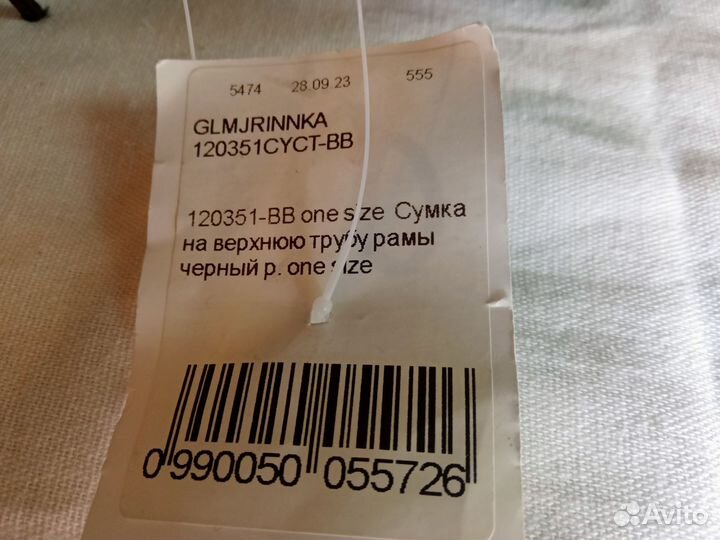 5474 28.09.23 555
GLMJRINNKA
120351CYCT-BB
120351-BB one size Сумка
на верхнюю трубу рамы
черный р. one size
0 990050 055726
Avito